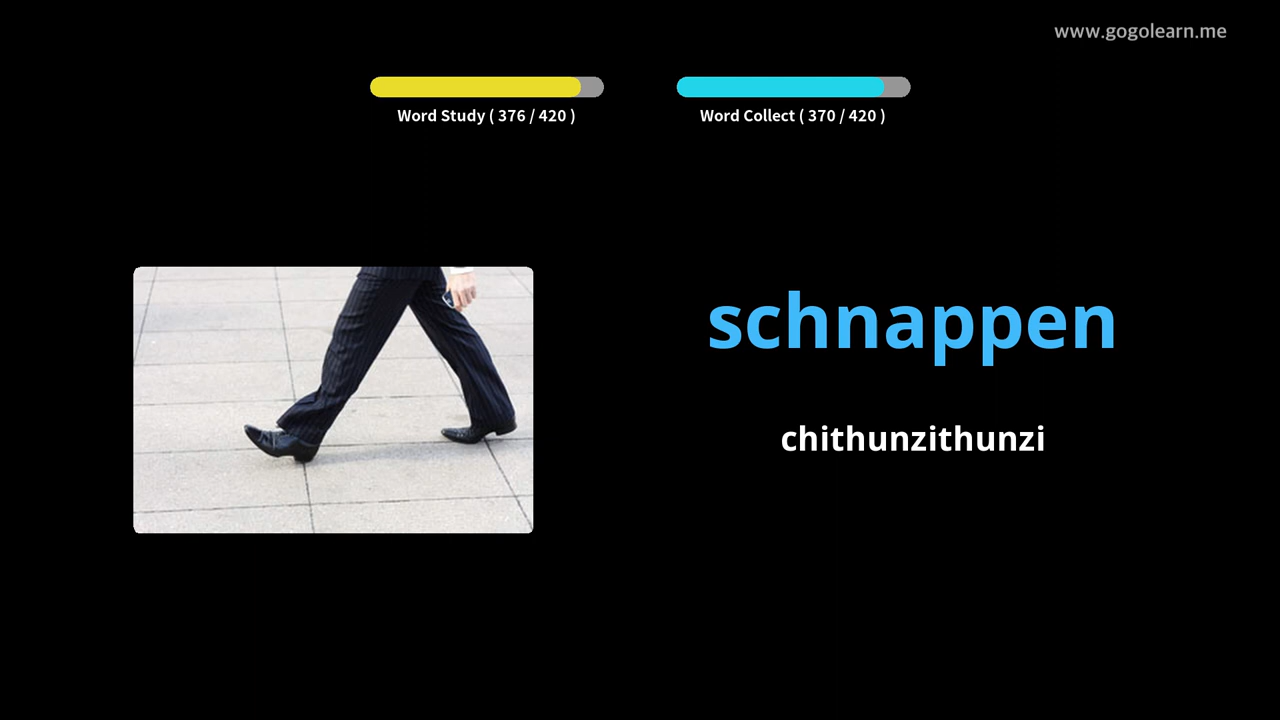 www.gogolearn.me
Word Study ( 376 / 420 )
Word Collect ( 370 / 420 )
schnappen
chithunzithunzi